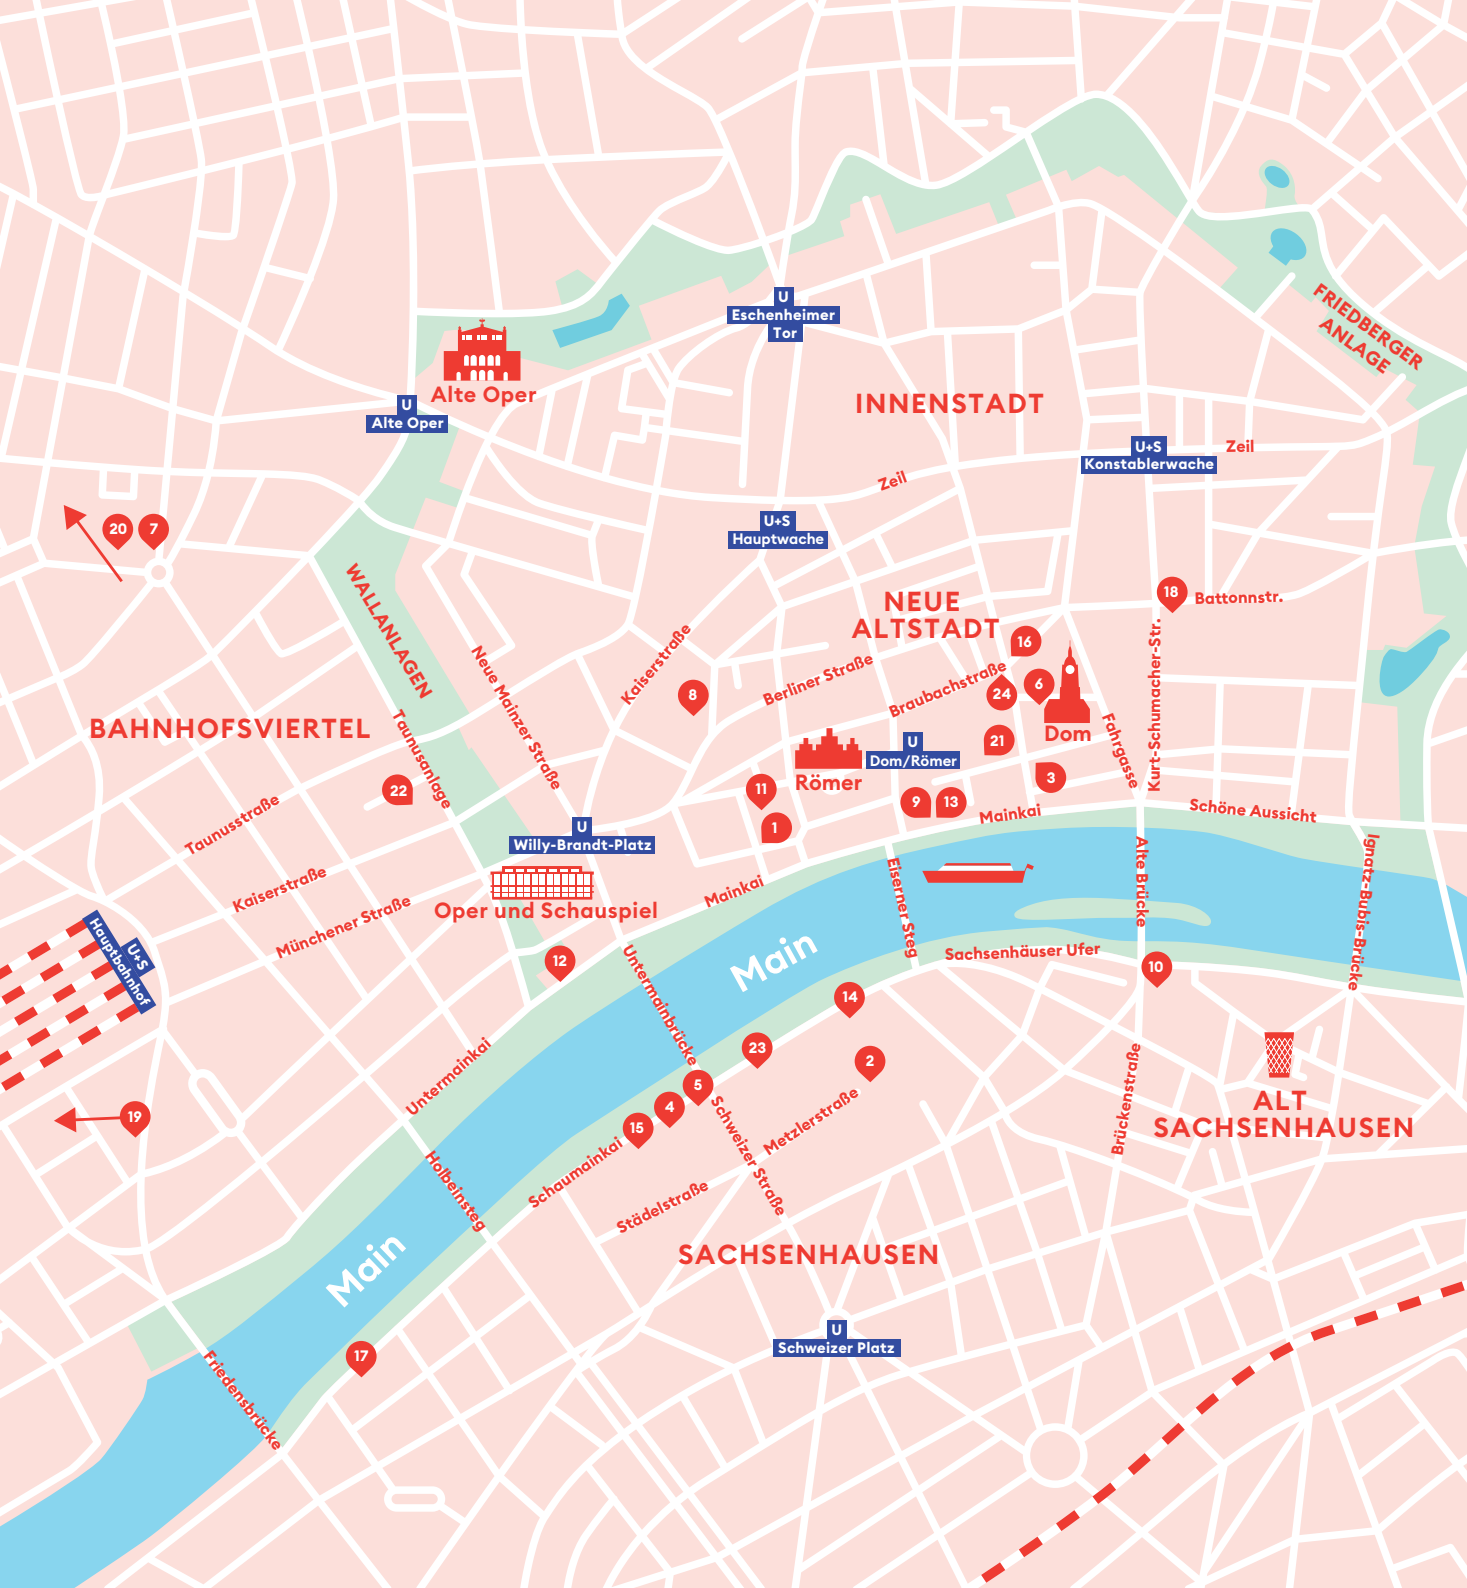 U
Eschenheimer
Tor
FRIEDBERGER
ANLAGE
Alte Oper
U
Alte Oper
INNENSTADT
U+S
Konstablerwache
Zeil
Zeil
20
7
U+S
Hauptwache
WALLANLAGEN
NEUE
ALTSTADT
18
Battonnstr.
16
Kurt-Schumacher-Str.
Neue Mainzer Straße
Kaiserstraße
8
Berliner Straße
Braubachstraße
24
6
Dom
Fahrgasse
BAHNHOFSVIERTEL
Taunusanlage
21
U
Dom/Römer
Römer
3
22
11
1
9
13
Mainkai
Schöne Aussicht
Taunusstraße
U
Willy-Brandt-Platz
Kaiserstraße
Münchener Straße
Oper und Schauspiel
Mainkai
Eiserner Steg
Alte Brücke
Ignatz-Bubis-Brücke
U+S
Hauptbahnhof
12
Untermainbrücke
Main
Sachsenhäuser Ufer
10
14
23
2
5
4
15
19
Untermainkai
Holbeinsteg
Schaumainkai
Schweizer Straße
Metzlerstraße
Städelstraße
Brückenstraße
ALT
SACHSENHAUSEN
SACHSENHAUSEN
Main
U
Schweizer Platz
17
Friedensbrücke